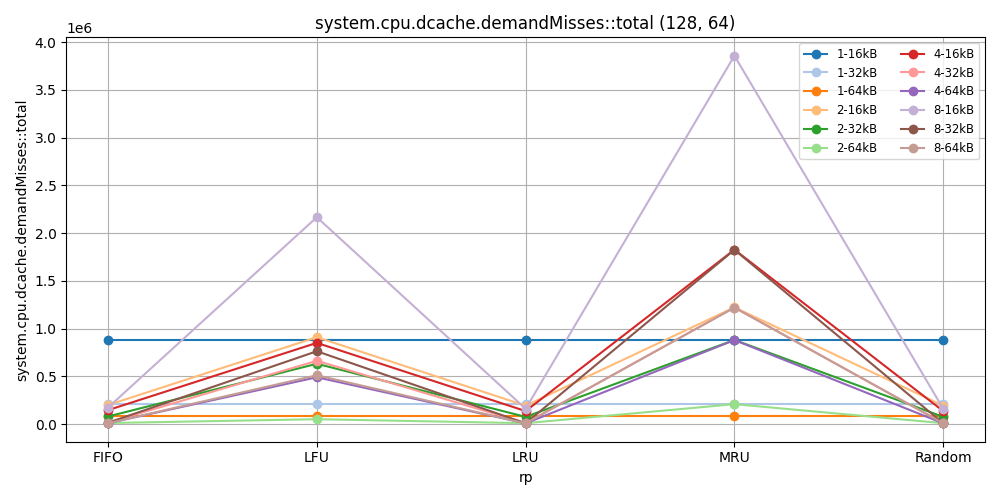 system.cpu.dcache.demandMisses::total (128, 64)
1e6
4.0
3.5
3.0
2.5
2.0
1.5
1.0
0.5
0.0
system.cpu.dcache.demandMisses::total
1-16kB
1-32kB
1-64kB
2-16kB
2-32kB
2-64kB
4-16kB
4-32kB
4-64kB
8-16kB
8-32kB
8-64kB
FIFO
LFU
LRU
MRU
Random
rp